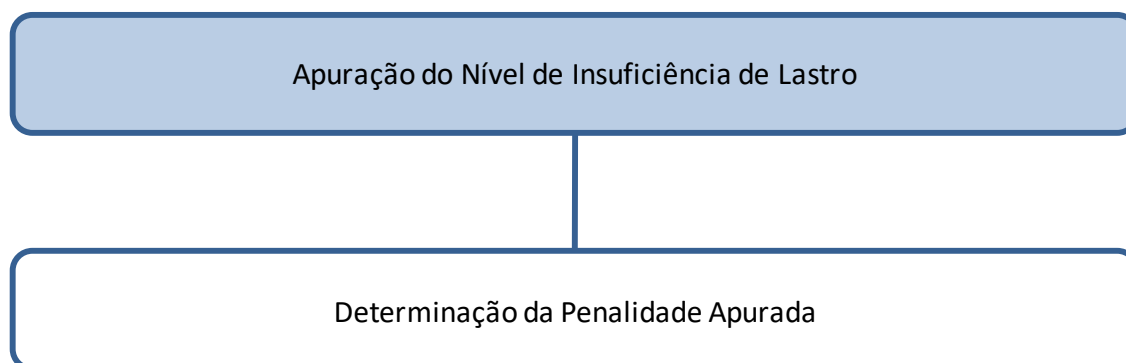 Apuração do Nível de Insuficiência de Lastro
Determinação da Penalidade Apurada